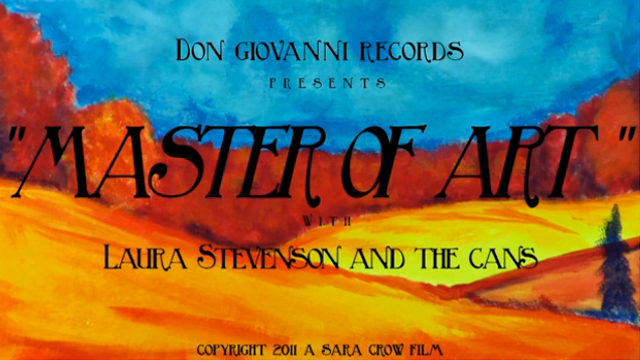 DON GIOVANNI RECORDS
PRESENTS
"MASTER OF ART"
WITH
LAURA STEVENSON AND THE CANS
COPYRIGHT 2011 A SARA CROW FILM